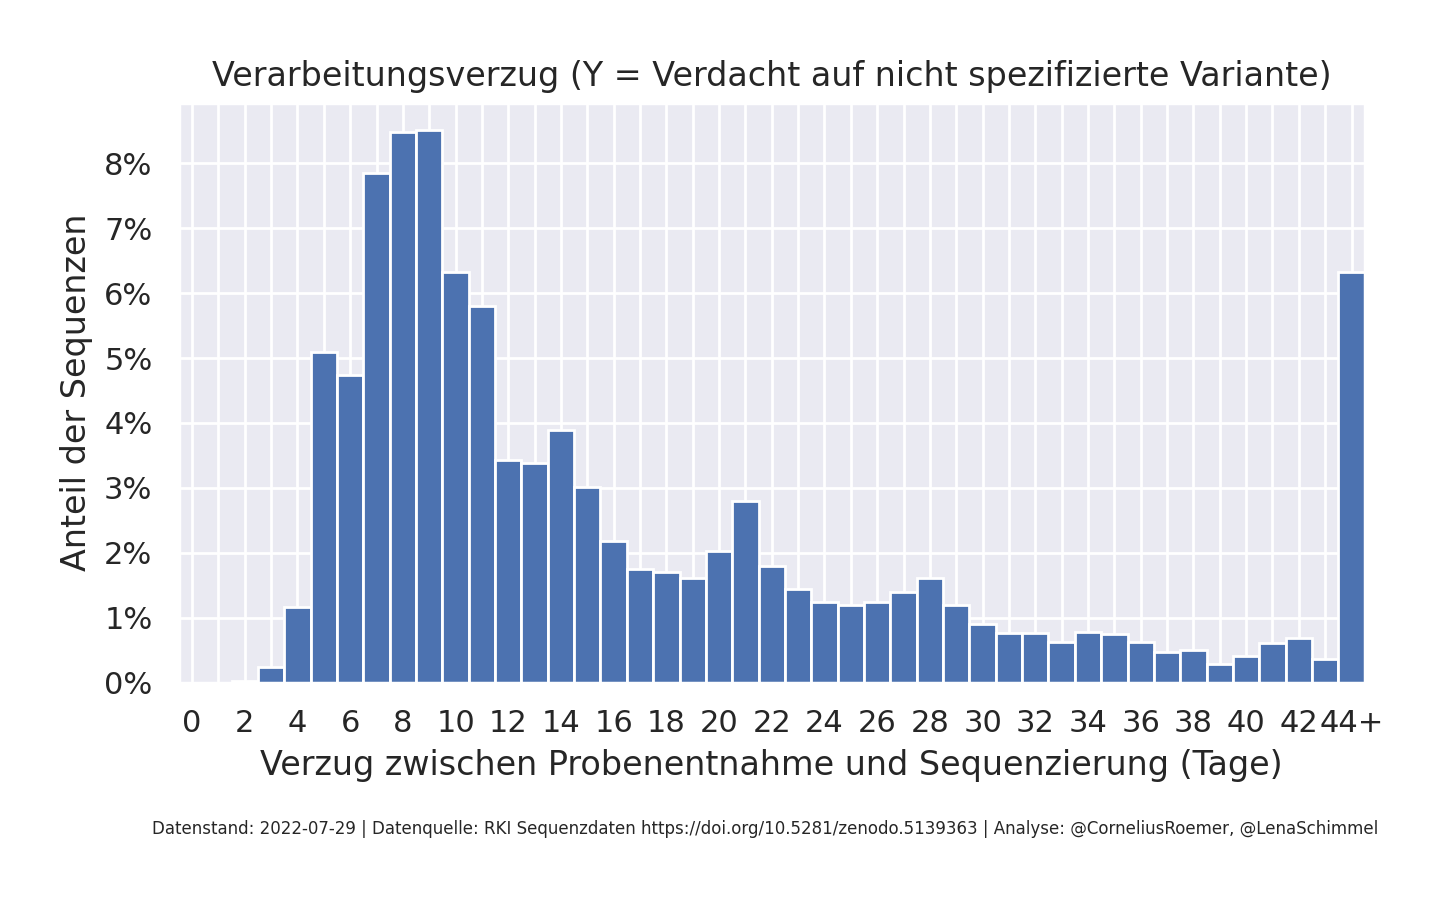 Verarbeitungsverzug (Y = Verdacht auf nicht spezifizierte Variante)
8%
7%
6%
5%
4%
3%
2%
1%
0%
Anteil der Sequenzen
0 2 4 6 8 10 12 14 16 18 20 22 24 26 28 30 32 34 36 38 40 42 44+
Verzug zwischen Probenentnahme und Sequenzierung (Tage)
Datenstand: 2022-07-29 | Datenquelle: RKI Sequenzdaten https://doi.org/10.5281/zenodo.5139363 | Analyse: @CorneliusRoemer, @LenaSchimmel